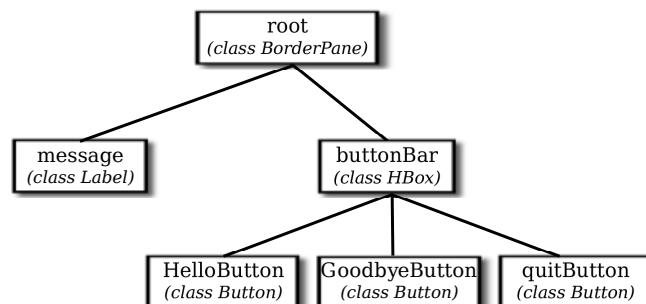 root
(class BorderPane)
message
(class Label)
buttonBar
(class HBox)
HelloButton
(class Button)
GoodbyeButton
(class Button)
quitButton
(class Button)